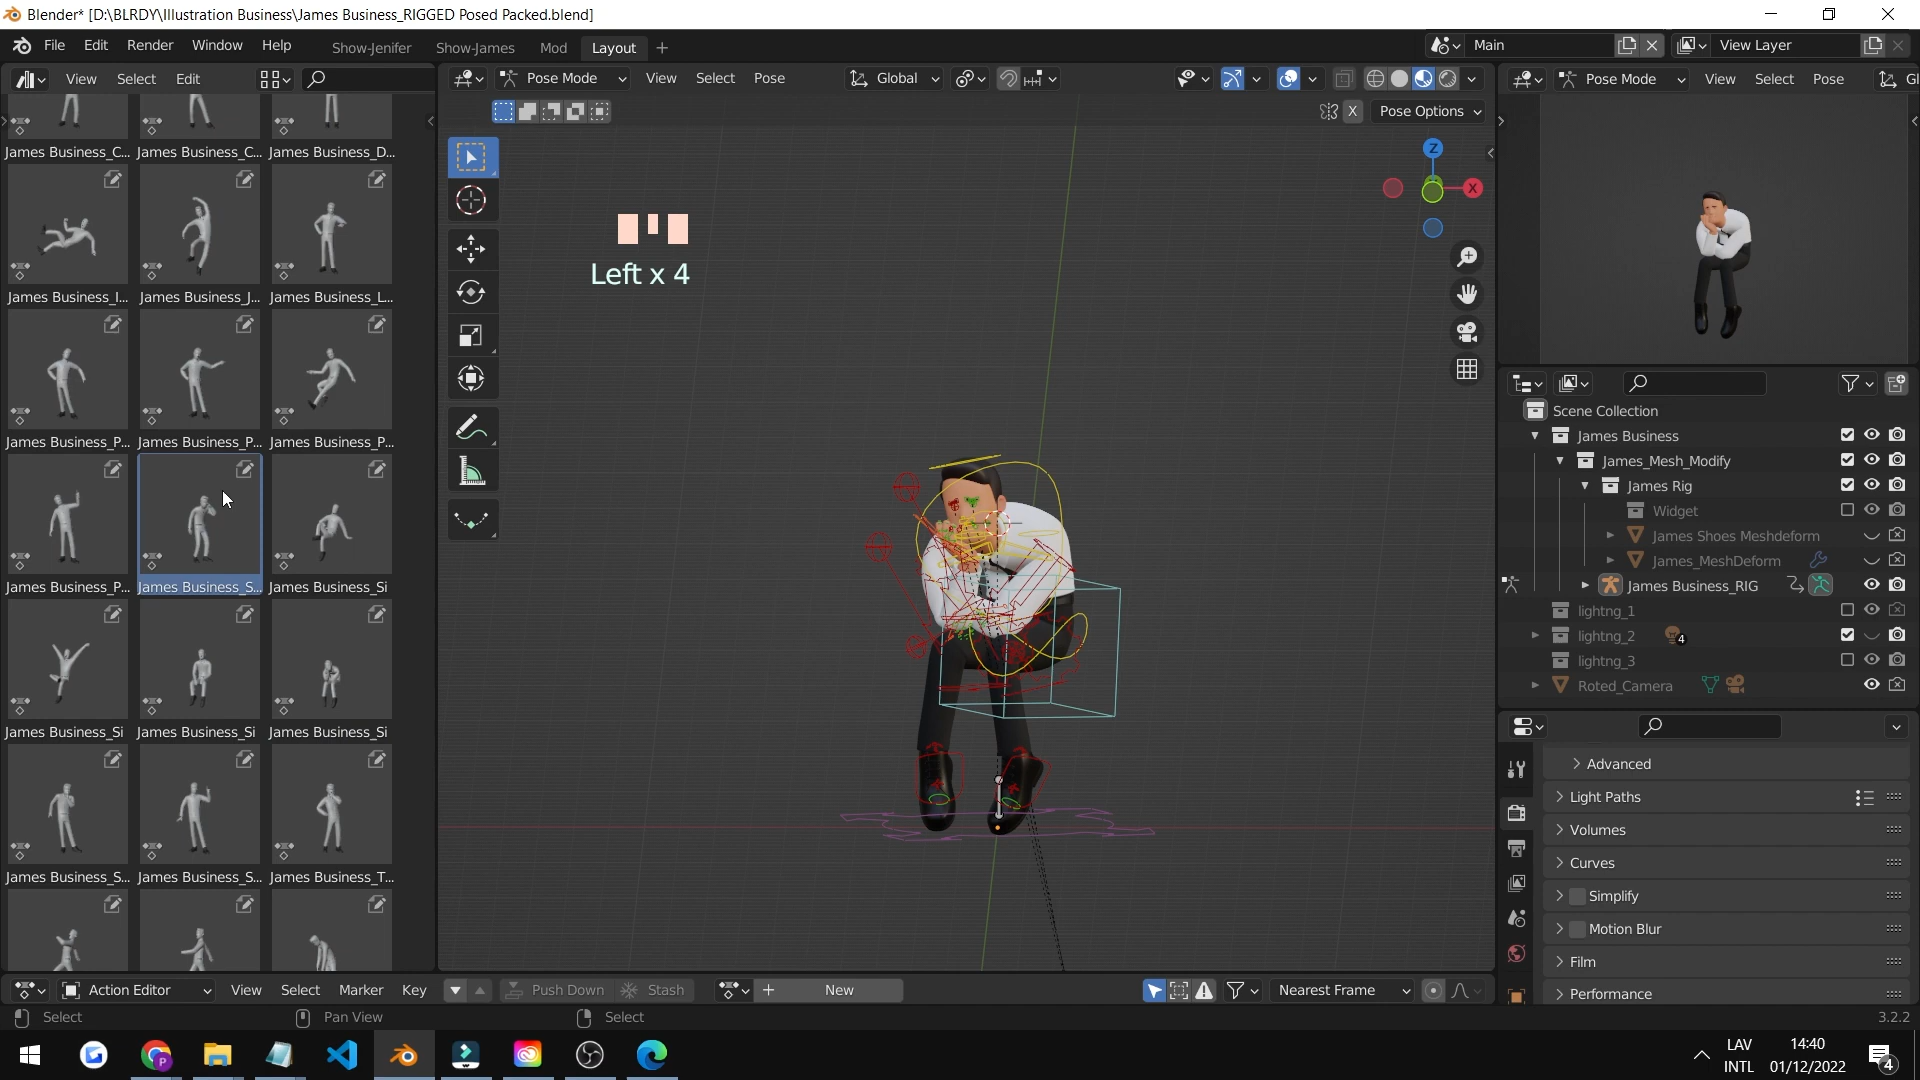 Blender* [D:\BLRDY\Illustration Business\James Business_RIGGED Posed Packed.blend]
File Edit Render Window Help Show-Jenifer Show-James Mod Layout Main View Layer
View Select Edit
Pose Mode View Select Pose Global
Pose Mode View Select Pose Gl
X Pose Options
Z
X
Left x 4
James Business_C... James Business_C... James Business_D...
James Business_I... James Business_J... James Business_L...
James Business_P... James Business_P... James Business_P...
James Business_P... James Business_S... James Business_Si
James Business_Si James Business_Si James Business_Si
James Business_S... James Business_S... James Business_T...
Scene Collection
James Business
James_Mesh_Modify
James Rig
Widget
James Shoes Meshdeform
James_MeshDeform
James Business_RIG
lightng_1
lightng_2 4
lightng_3
Roted_Camera
Advanced
Light Paths
Volumes
Curves
Simplify
Motion Blur
Film
Performance
Action Editor View Select Marker Key Push Down Stash New Nearest Frame
Select Pan View Select 3.2.2
LAV 14:40
INTL 01/12/2022 4